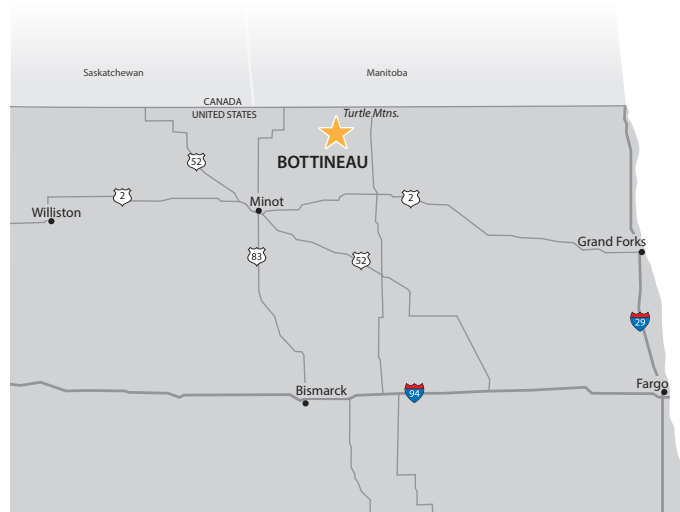 Saskatchewan
Manitoba
CANADA
UNITED STATES
Turtle Mtns.
BOTTINEAU
52
2
2
Minot
Williston
Grand Forks
83
52
29
Bismarck
94
Fargo